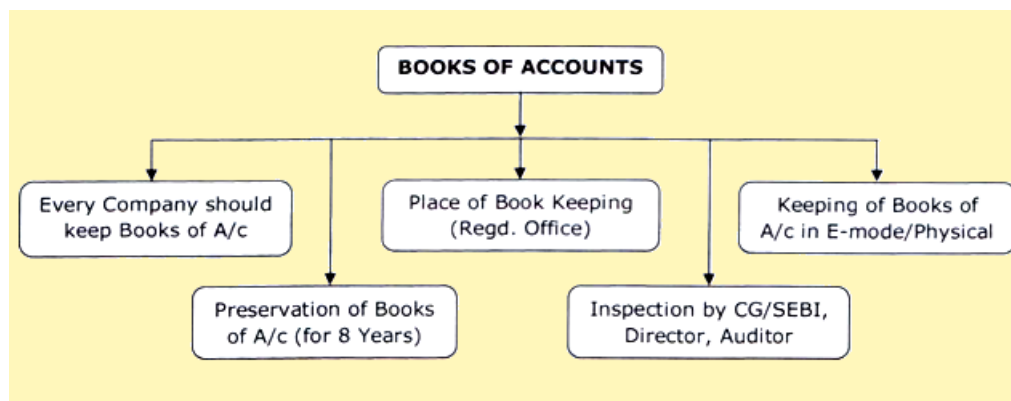 BOOKS OF ACCOUNTS
Every Company should
keep Books of A/c
Place of Book Keeping
(Regd. Office)
Keeping of Books of
A/c in E-mode/Physical
Preservation of Books
of A/c (for 8 Years)
Inspection by CG/SEBI,
Director, Auditor